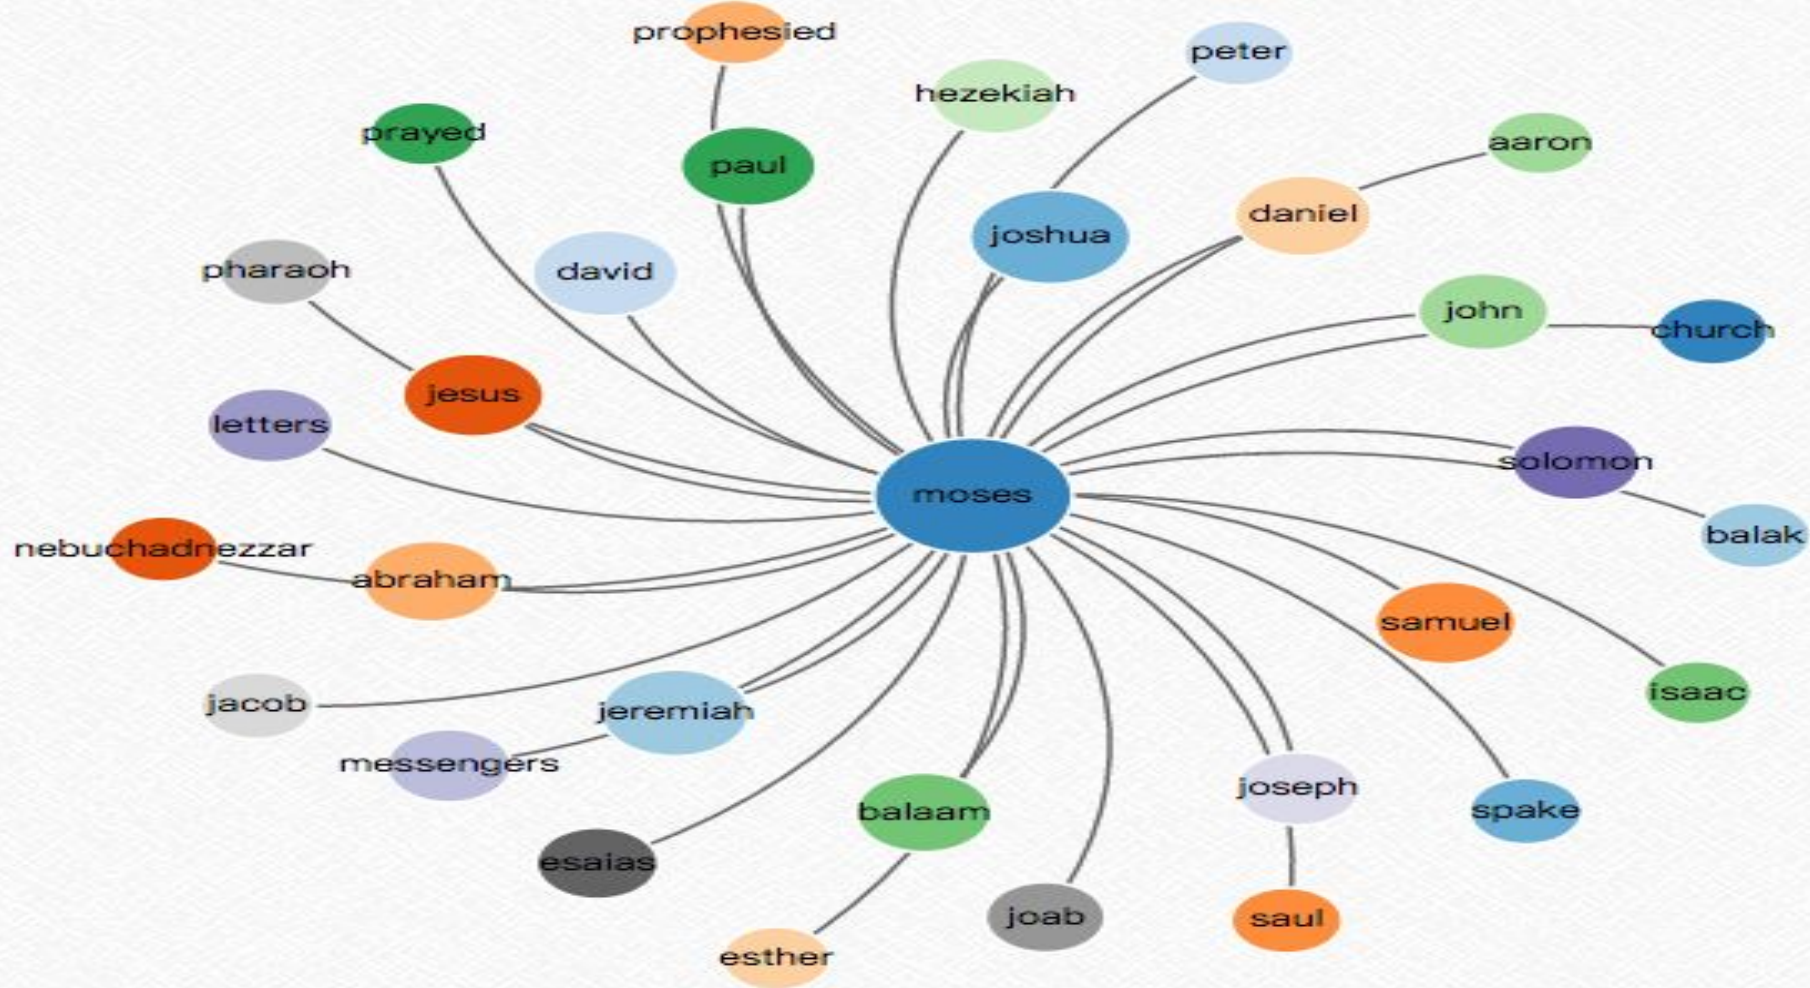 prophesied
peter
hezekiah
prayed
aaron
paul
daniel
joshua
pharaoh
david
john
church
jesus
letters
solomon
moses
balak
nebuchadnezzar
abraham
samuel
isaac
jacob
jeremiah
messengers
joseph
spake
balaam
esaias
joab
saul
esther